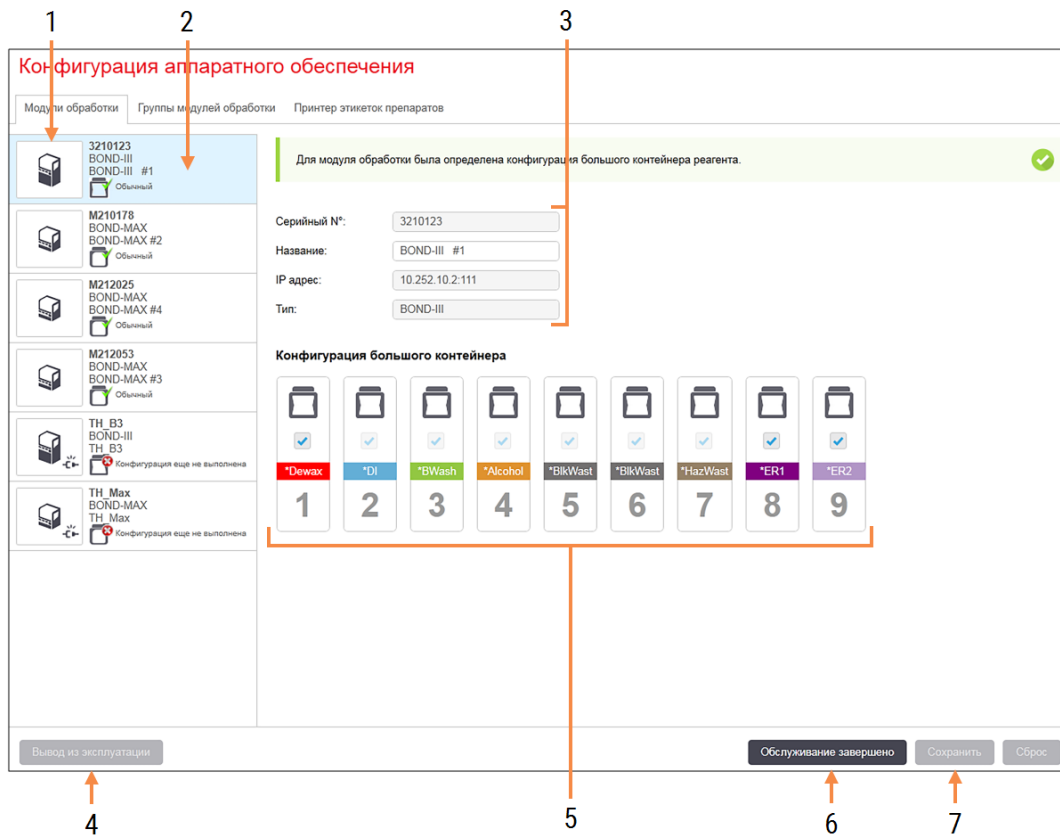 1 2 3
Конфигурация аппаратного обеспечения
Модули обработки Группы модулей обработки Принтер этикеток препаратов
3210123
BOND-III
BOND-III #1
Обычный
M210178
BOND-MAX
BOND-MAX #2
Обычный
M212025
BOND-MAX
BOND-MAX #4
Обычный
M212053
BOND-MAX
BOND-MAX #3
Обычный
TH_B3
BOND-III
TH_B3
Конфигурация еще не выполнена
TH_Max
BOND-MAX
TH_Max
Конфигурация еще не выполнена
Для модуля обработки была определена конфигурация большого контейнера реагента.
Серийный N°: 3210123
Название: BOND-III #1
IP адрес: 10.252.10.2:111
Тип: BOND-III
Конфигурация большого контейнера
*Dewax *DI *BWash *Alcohol *BlkWast *BlkWast *HazWast *ER1 *ER2
1 2 3 4 5 6 7 8 9
Вывод из эксплуатации Обслуживание завершено Сохранить Сброс
4 5 6 7